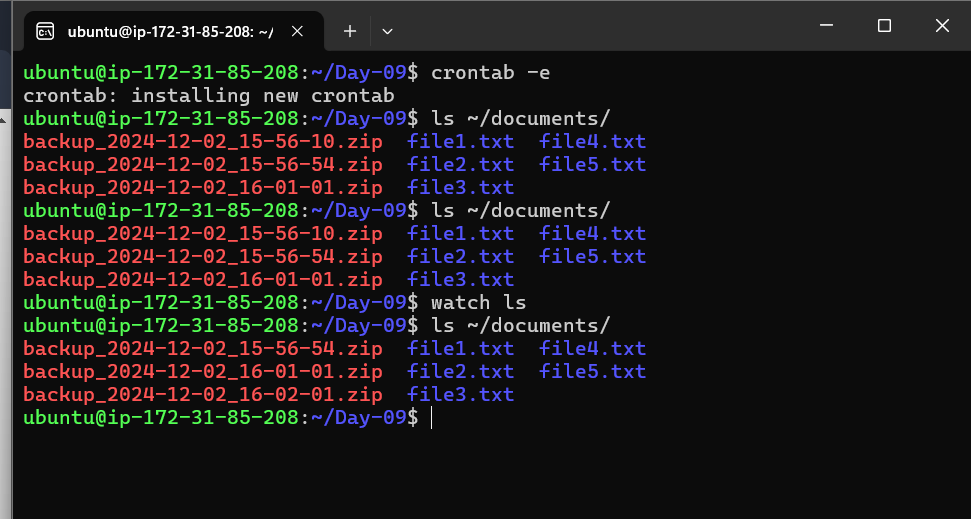 ubuntu@ip-172-31-85-208: ~/
ubuntu@ip-172-31-85-208:~/Day-09$ crontab -e
crontab: installing new crontab
ubuntu@ip-172-31-85-208:~/Day-09$ ls ~/documents/
backup_2024-12-02_15-56-10.zip  file1.txt  file4.txt
backup_2024-12-02_15-56-54.zip  file2.txt  file5.txt
backup_2024-12-02_16-01-01.zip  file3.txt
ubuntu@ip-172-31-85-208:~/Day-09$ ls ~/documents/
backup_2024-12-02_15-56-10.zip  file1.txt  file4.txt
backup_2024-12-02_15-56-54.zip  file2.txt  file5.txt
backup_2024-12-02_16-01-01.zip  file3.txt
ubuntu@ip-172-31-85-208:~/Day-09$ watch ls
ubuntu@ip-172-31-85-208:~/Day-09$ ls ~/documents/
backup_2024-12-02_15-56-54.zip  file1.txt  file4.txt
backup_2024-12-02_16-01-01.zip  file2.txt  file5.txt
backup_2024-12-02_16-02-01.zip  file3.txt
ubuntu@ip-172-31-85-208:~/Day-09$